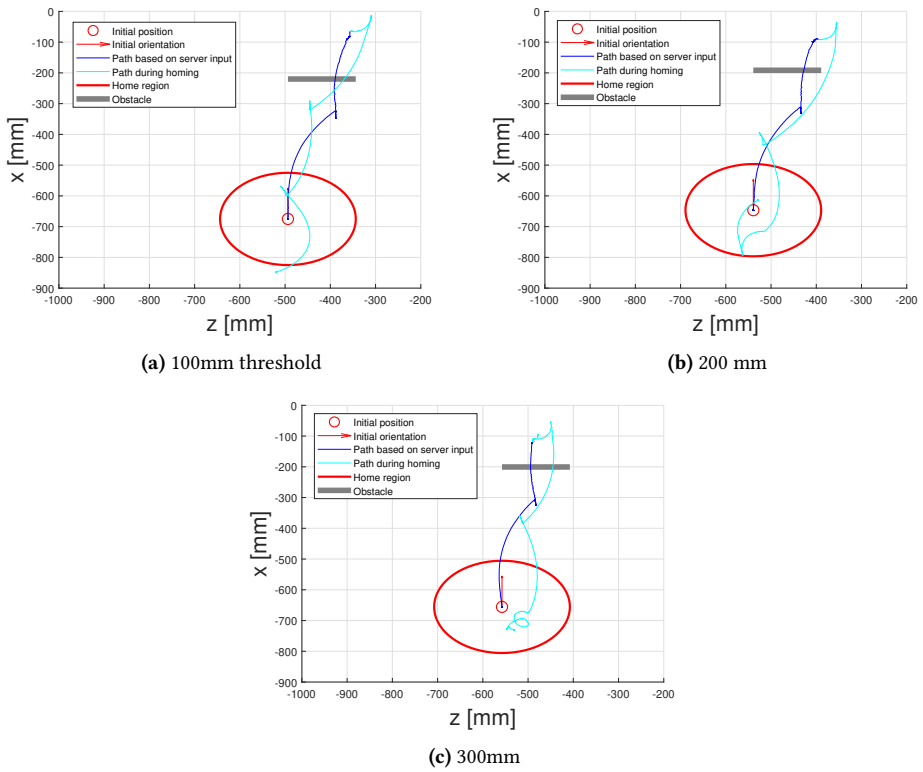 0
-100
-200
-300
-400
-500
-600
-700
-800
-900
x [mm]
-1000 -900 -800 -700 -600 -500 -400 -300 -200
z [mm]
Initial position
Initial orientation
Path based on server input
Path during homing
Home region
Obstacle
(a) 100mm threshold
0
-100
-200
-300
-400
-500
-600
-700
-800
-900
x [mm]
-1000 -900 -800 -700 -600 -500 -400 -300 -200
z [mm]
Initial position
Initial orientation
Path based on server input
Path during homing
Home region
Obstacle
(b) 200 mm
0
-100
-200
-300
-400
-500
-600
-700
-800
-900
x [mm]
-1000 -900 -800 -700 -600 -500 -400 -300 -200
z [mm]
Initial position
Initial orientation
Path based on server input
Path during homing
Home region
Obstacle
(c) 300mm